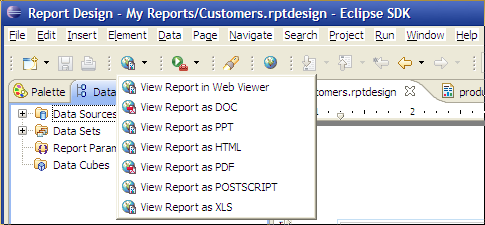 Report Design - My Reports/Customers.rptdesign - Eclipse SDK
File Edit Insert Element Data Page Navigate Search Project Run Window Help
Palette Data
tomers.rptdesign
produ
Data Sources
Data Sets
Report Param
Data Cubes
View Report in Web Viewer
View Report as DOC
View Report as PPT
View Report as HTML
View Report as PDF
View Report as POSTSCRIPT
View Report as XLS
2